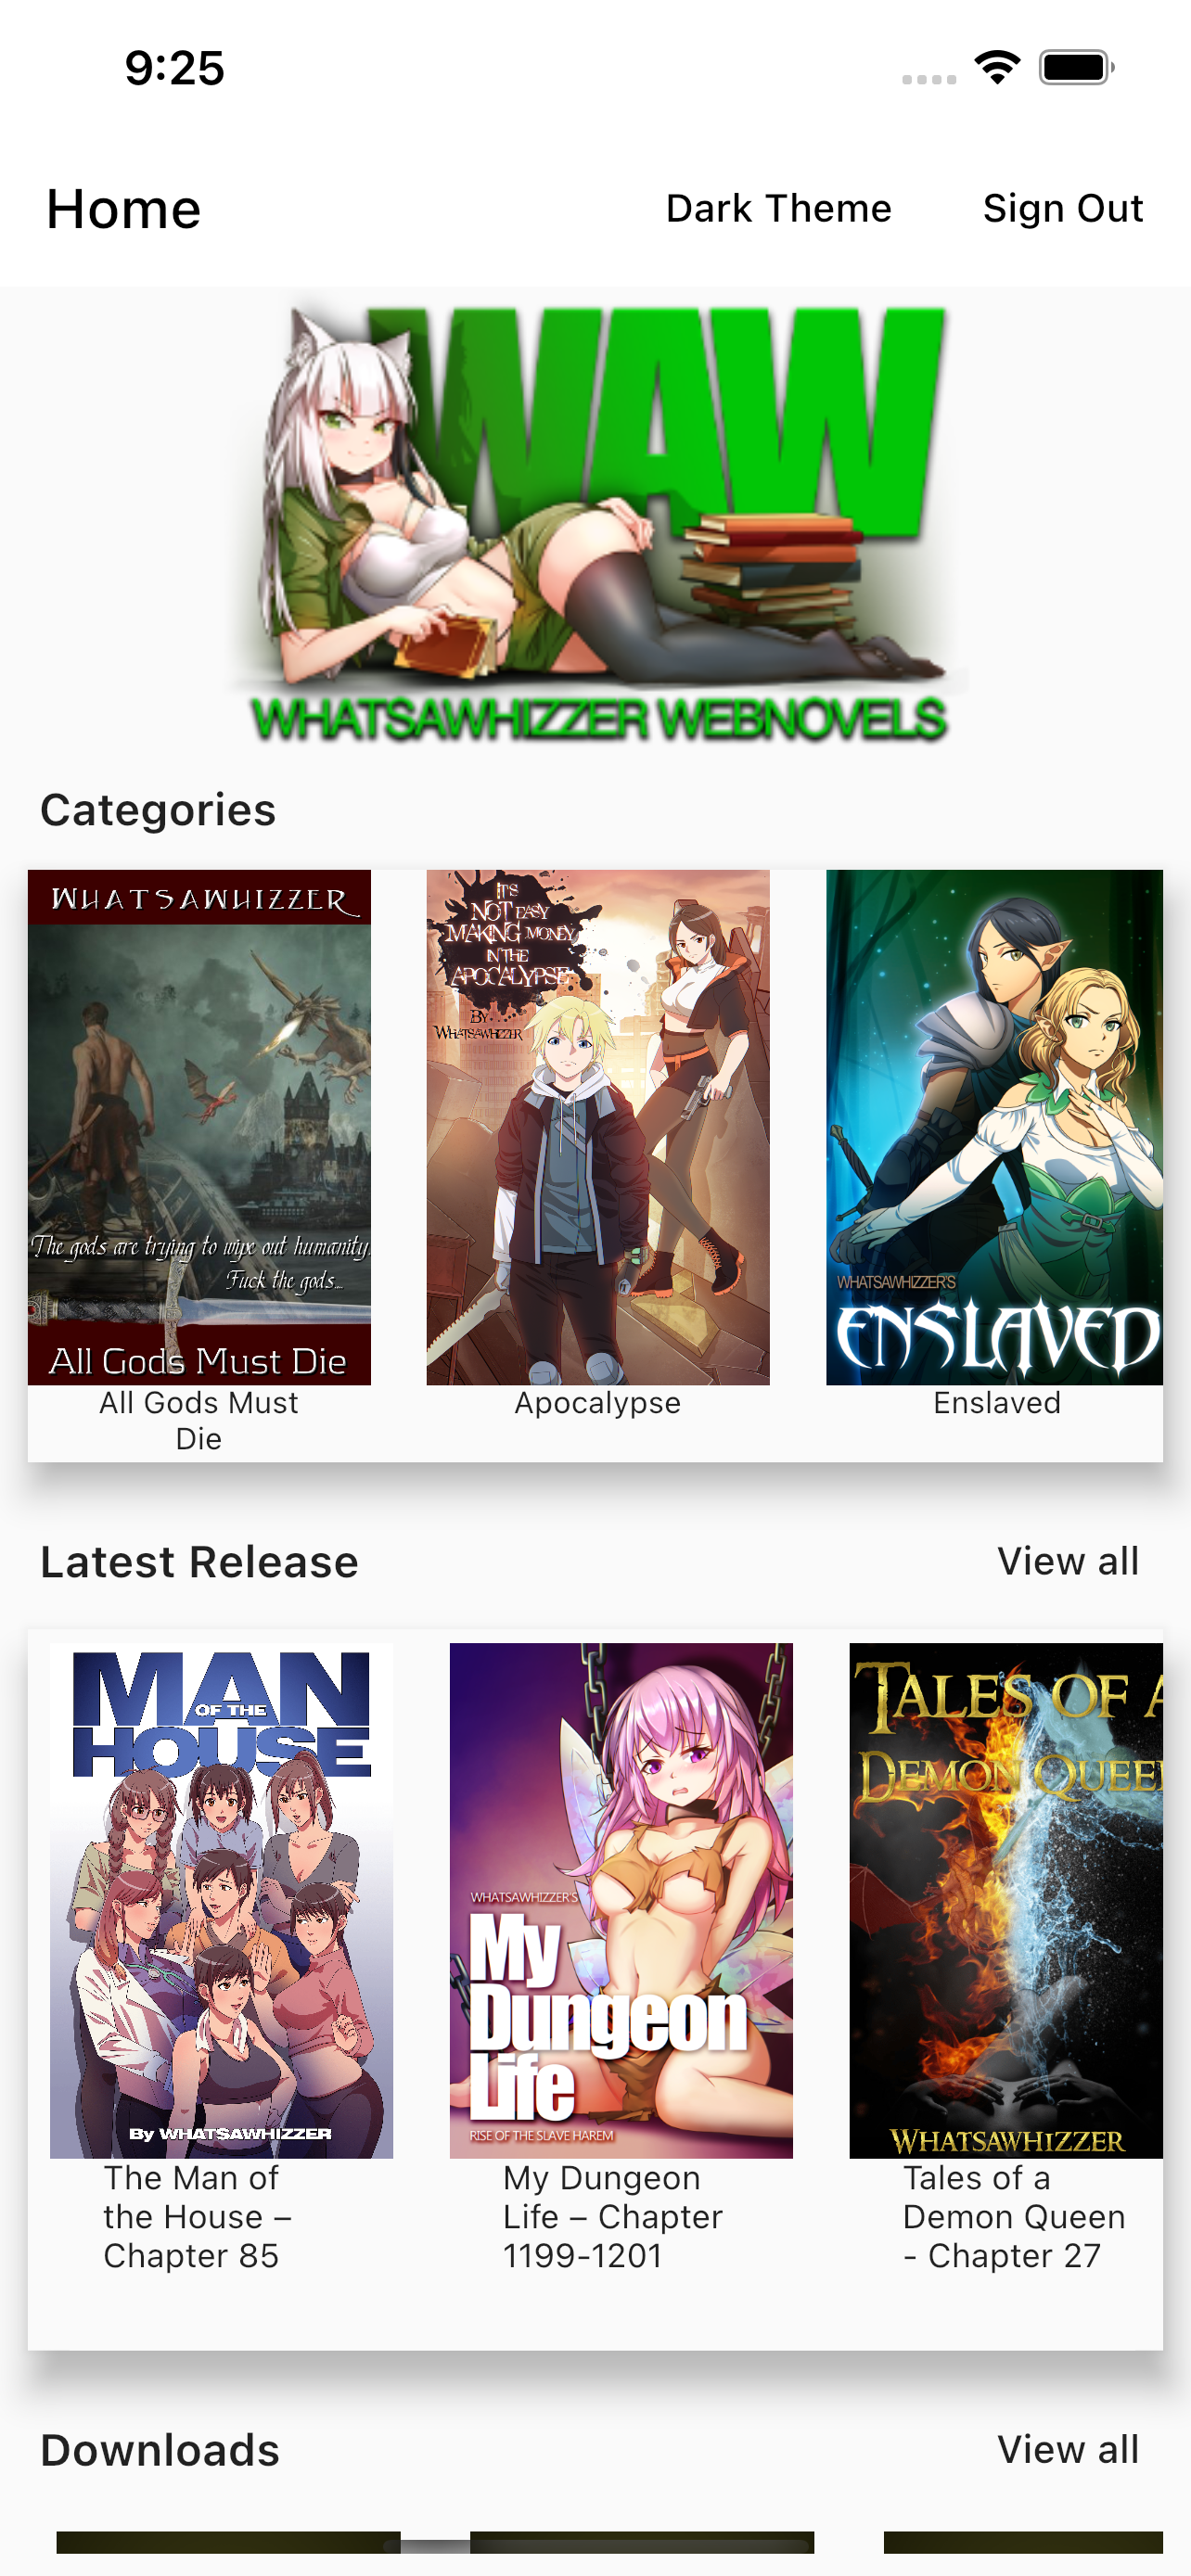 9:25
Home
Dark Theme
Sign Out
WAW
WHATSAWHIZZER WEBNOVELS
Categories
WHATSAWHIZZER
The gods are trying to wipe out humanity.
Fuck the gods...
All Gods Must Die
All Gods Must
Die
IT'S
NOT EASY
MAKING MONEY
IN THE
APOCALYPSE
BY
WHATSAWHIZZER
Apocalypse
WHATSAWHIZZER'S
ENSLAVED
Enslaved
Latest Release
View all
MAN
OF THE
HOUSE
By WHATSAWHIZZER
The Man of
the House –
Chapter 85
WHATSAWHIZZER'S
My
Dungeon
Life
RISE OF THE SLAVE HAREM
My Dungeon
Life – Chapter
1199-1201
TALES OF A
DEMON QUEE
WHATSAWHIZZER
Tales of a
Demon Queen
- Chapter 27
Downloads
View all